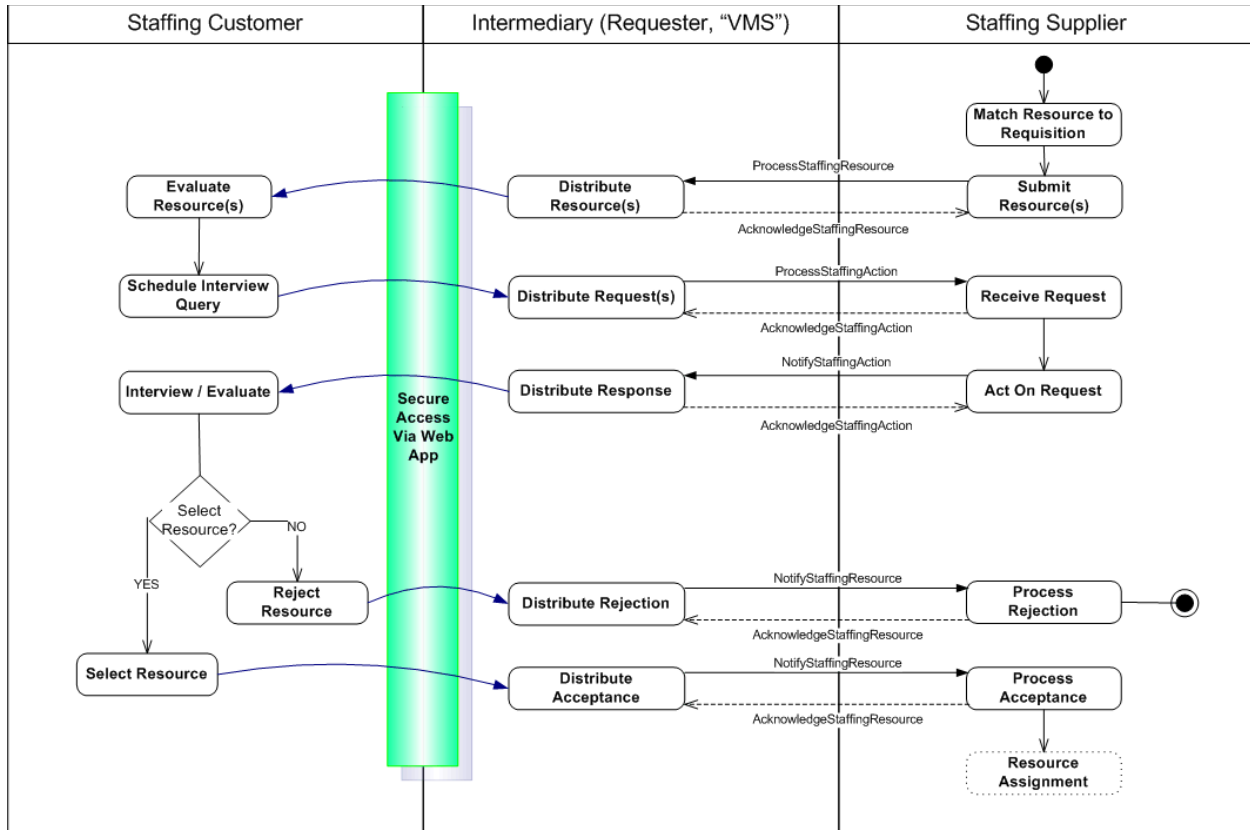 Staffing Customer
Intermediary (Requester, “VMS”)
Staffing Supplier
Match Resource to
Requisition
ProcessStaffingResource
Evaluate
Resource(s)
Distribute
Resource(s)
Submit
Resource(s)
AcknowledgeStaffingResource
ProcessStaffingAction
Schedule Interview
Query
Distribute Request(s)
Receive Request
AcknowledgeStaffingAction
NotifyStaffingAction
Interview / Evaluate
Distribute Response
Act On Request
AcknowledgeStaffingAction
Secure
Access
Via Web
App
Select
Resource?
NO
YES
NotifyStaffingResource
Reject
Resource
Distribute Rejection
Process
Rejection
AcknowledgeStaffingResource
NotifyStaffingResource
Select Resource
Distribute
Acceptance
Process
Acceptance
AcknowledgeStaffingResource
Resource
Assignment